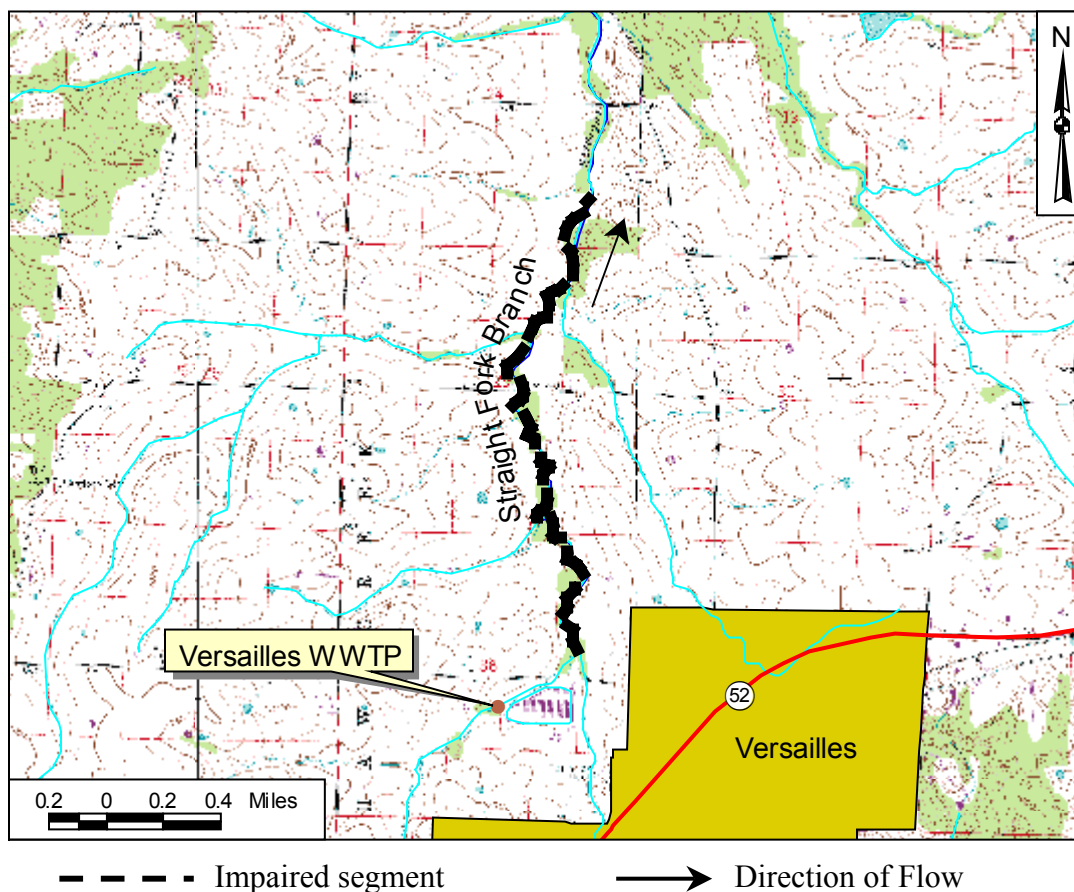 N
Straight Fork Branch
Versailles WWTP
38
52
Versailles
0.2 0 0.2 0.4 Miles
Impaired segment
Direction of Flow